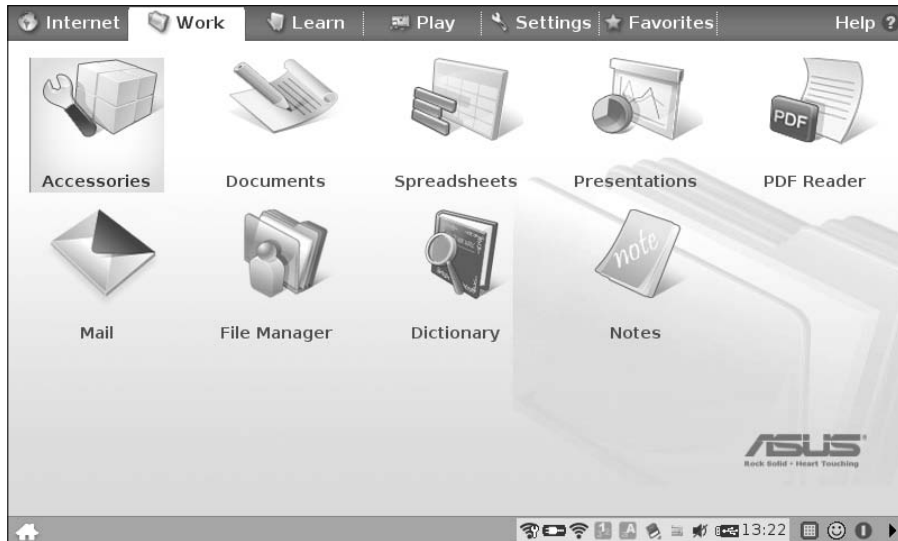 Internet Work Learn Play Settings Favorites Help ?
PDF
Accessories Documents Spreadsheets Presentations PDF Reader
note
Mail File Manager Dictionary Notes
ASUS
Rock Solid · Heart Touching
1 A 13:22